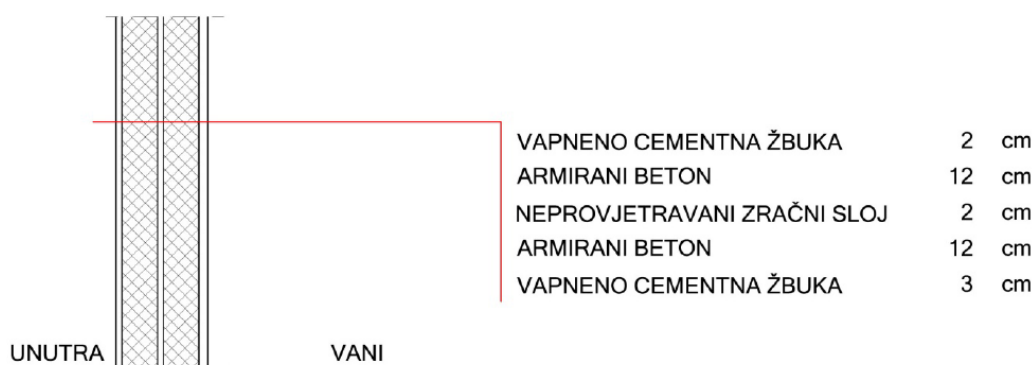 VAPNENO CEMENTNA ŽBUKA 2 cm
ARMIRANI BETON 12 cm
NEPROVJETRAVANI ZRAČNI SLOJ 2 cm
ARMIRANI BETON 12 cm
VAPNENO CEMENTNA ŽBUKA 3 cm
UNUTRA VANI